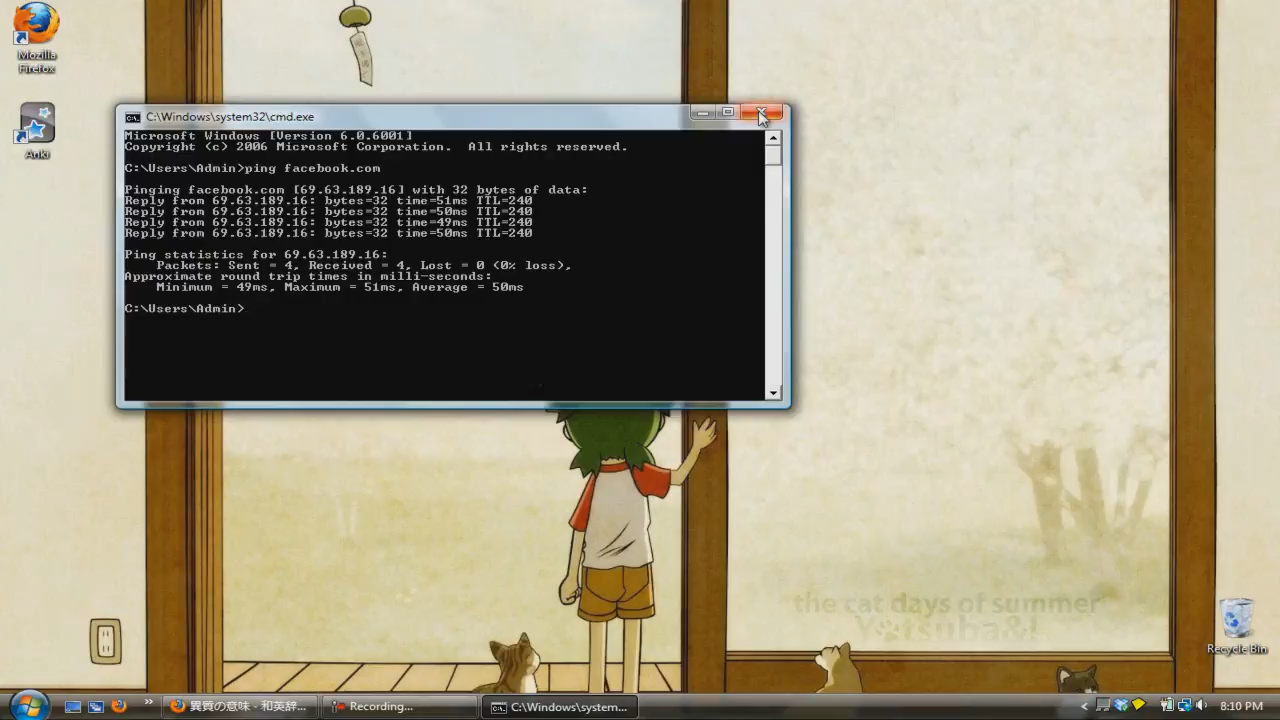 Mozilla
Firefox
Anki
C:\Windows\system32\cmd.exe
Microsoft Windows [Version 6.0.6001]
Copyright (c) 2006 Microsoft Corporation.  All rights reserved.
C:\Users\Admin>ping facebook.com
Pinging facebook.com [69.63.189.16] with 32 bytes of data:
Reply from 69.63.189.16: bytes=32 time=51ms TTL=240
Reply from 69.63.189.16: bytes=32 time=50ms TTL=240
Reply from 69.63.189.16: bytes=32 time=49ms TTL=240
Reply from 69.63.189.16: bytes=32 time=50ms TTL=240
Ping statistics for 69.63.189.16:
Packets: Sent = 4, Received = 4, Lost = 0 (0% loss),
Approximate round trip times in milli-seconds:
Minimum = 49ms, Maximum = 51ms, Average = 50ms
C:\Users\Admin>
the cat days of summer
Yotsuba&!
Recycle Bin
異質の意味 - 和英辞...
Recording...
C:\Windows\system...
8:10 PM